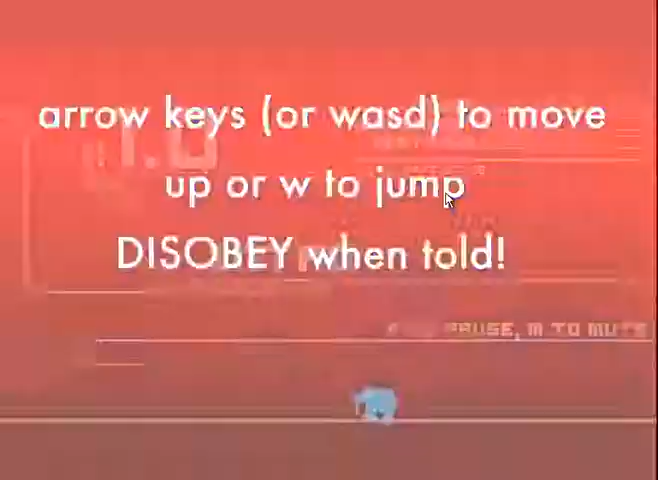 arrow keys (or wasd) to move
up or w to jump
DISOBEY when told!
PAUSE, M TO MUTE